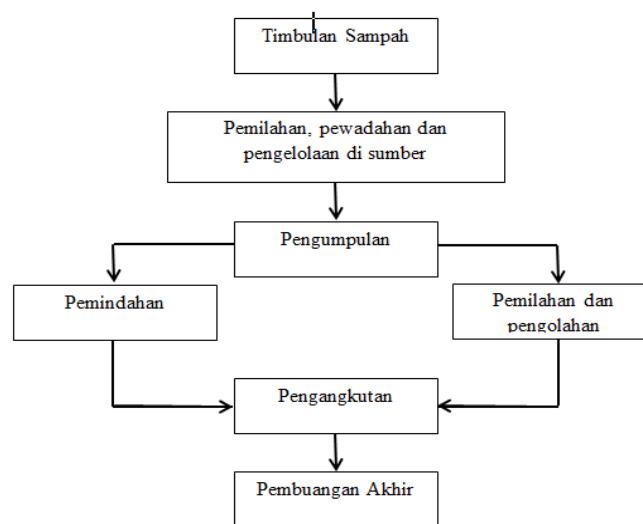 Timbulan Sampah
Pemilahan, pewadahan dan
pengelolaan di sumber
Pengumpulan
Pemindahan
Pemilahan dan
pengolahan
Pengangkutan
Pembuangan Akhir